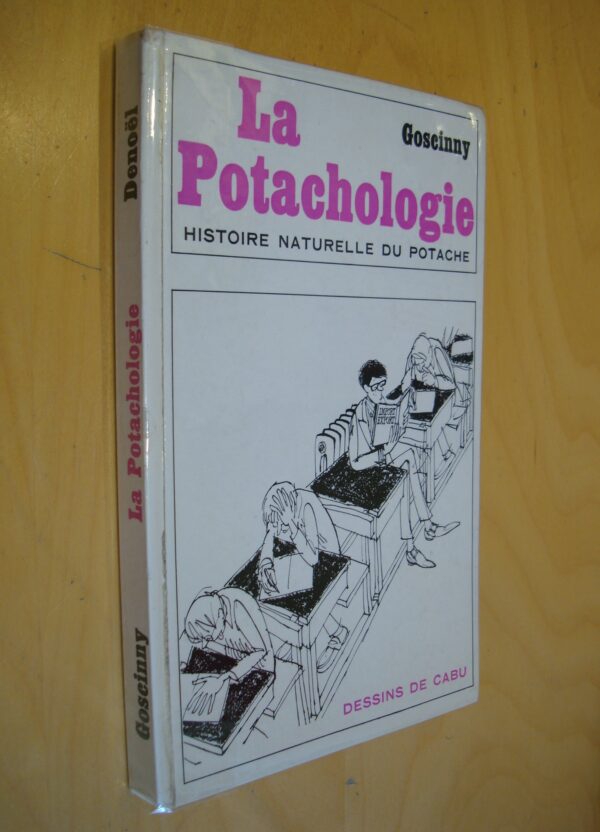 La
Goscinny
Potachologie
HISTOIRE NATURELLE DU POTACHE
DESSINS DE CABU
Goscinny
La Potachologie
Denoël